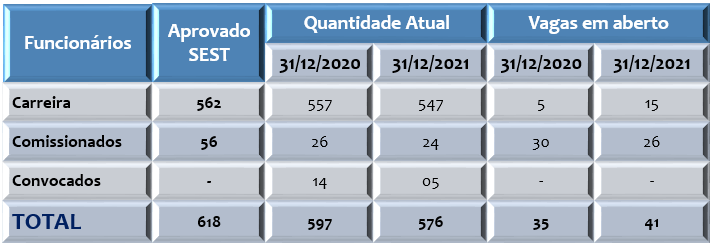 Funcionários Aprovado SEST Quantidade Atual Vagas em aberto
31/12/2020 31/12/2021 31/12/2020 31/12/2021
Carreira 562 557 547 5 15
Comissionados 56 26 24 30 26
Convocados - 14 05 - -
TOTAL 618 597 576 35 41